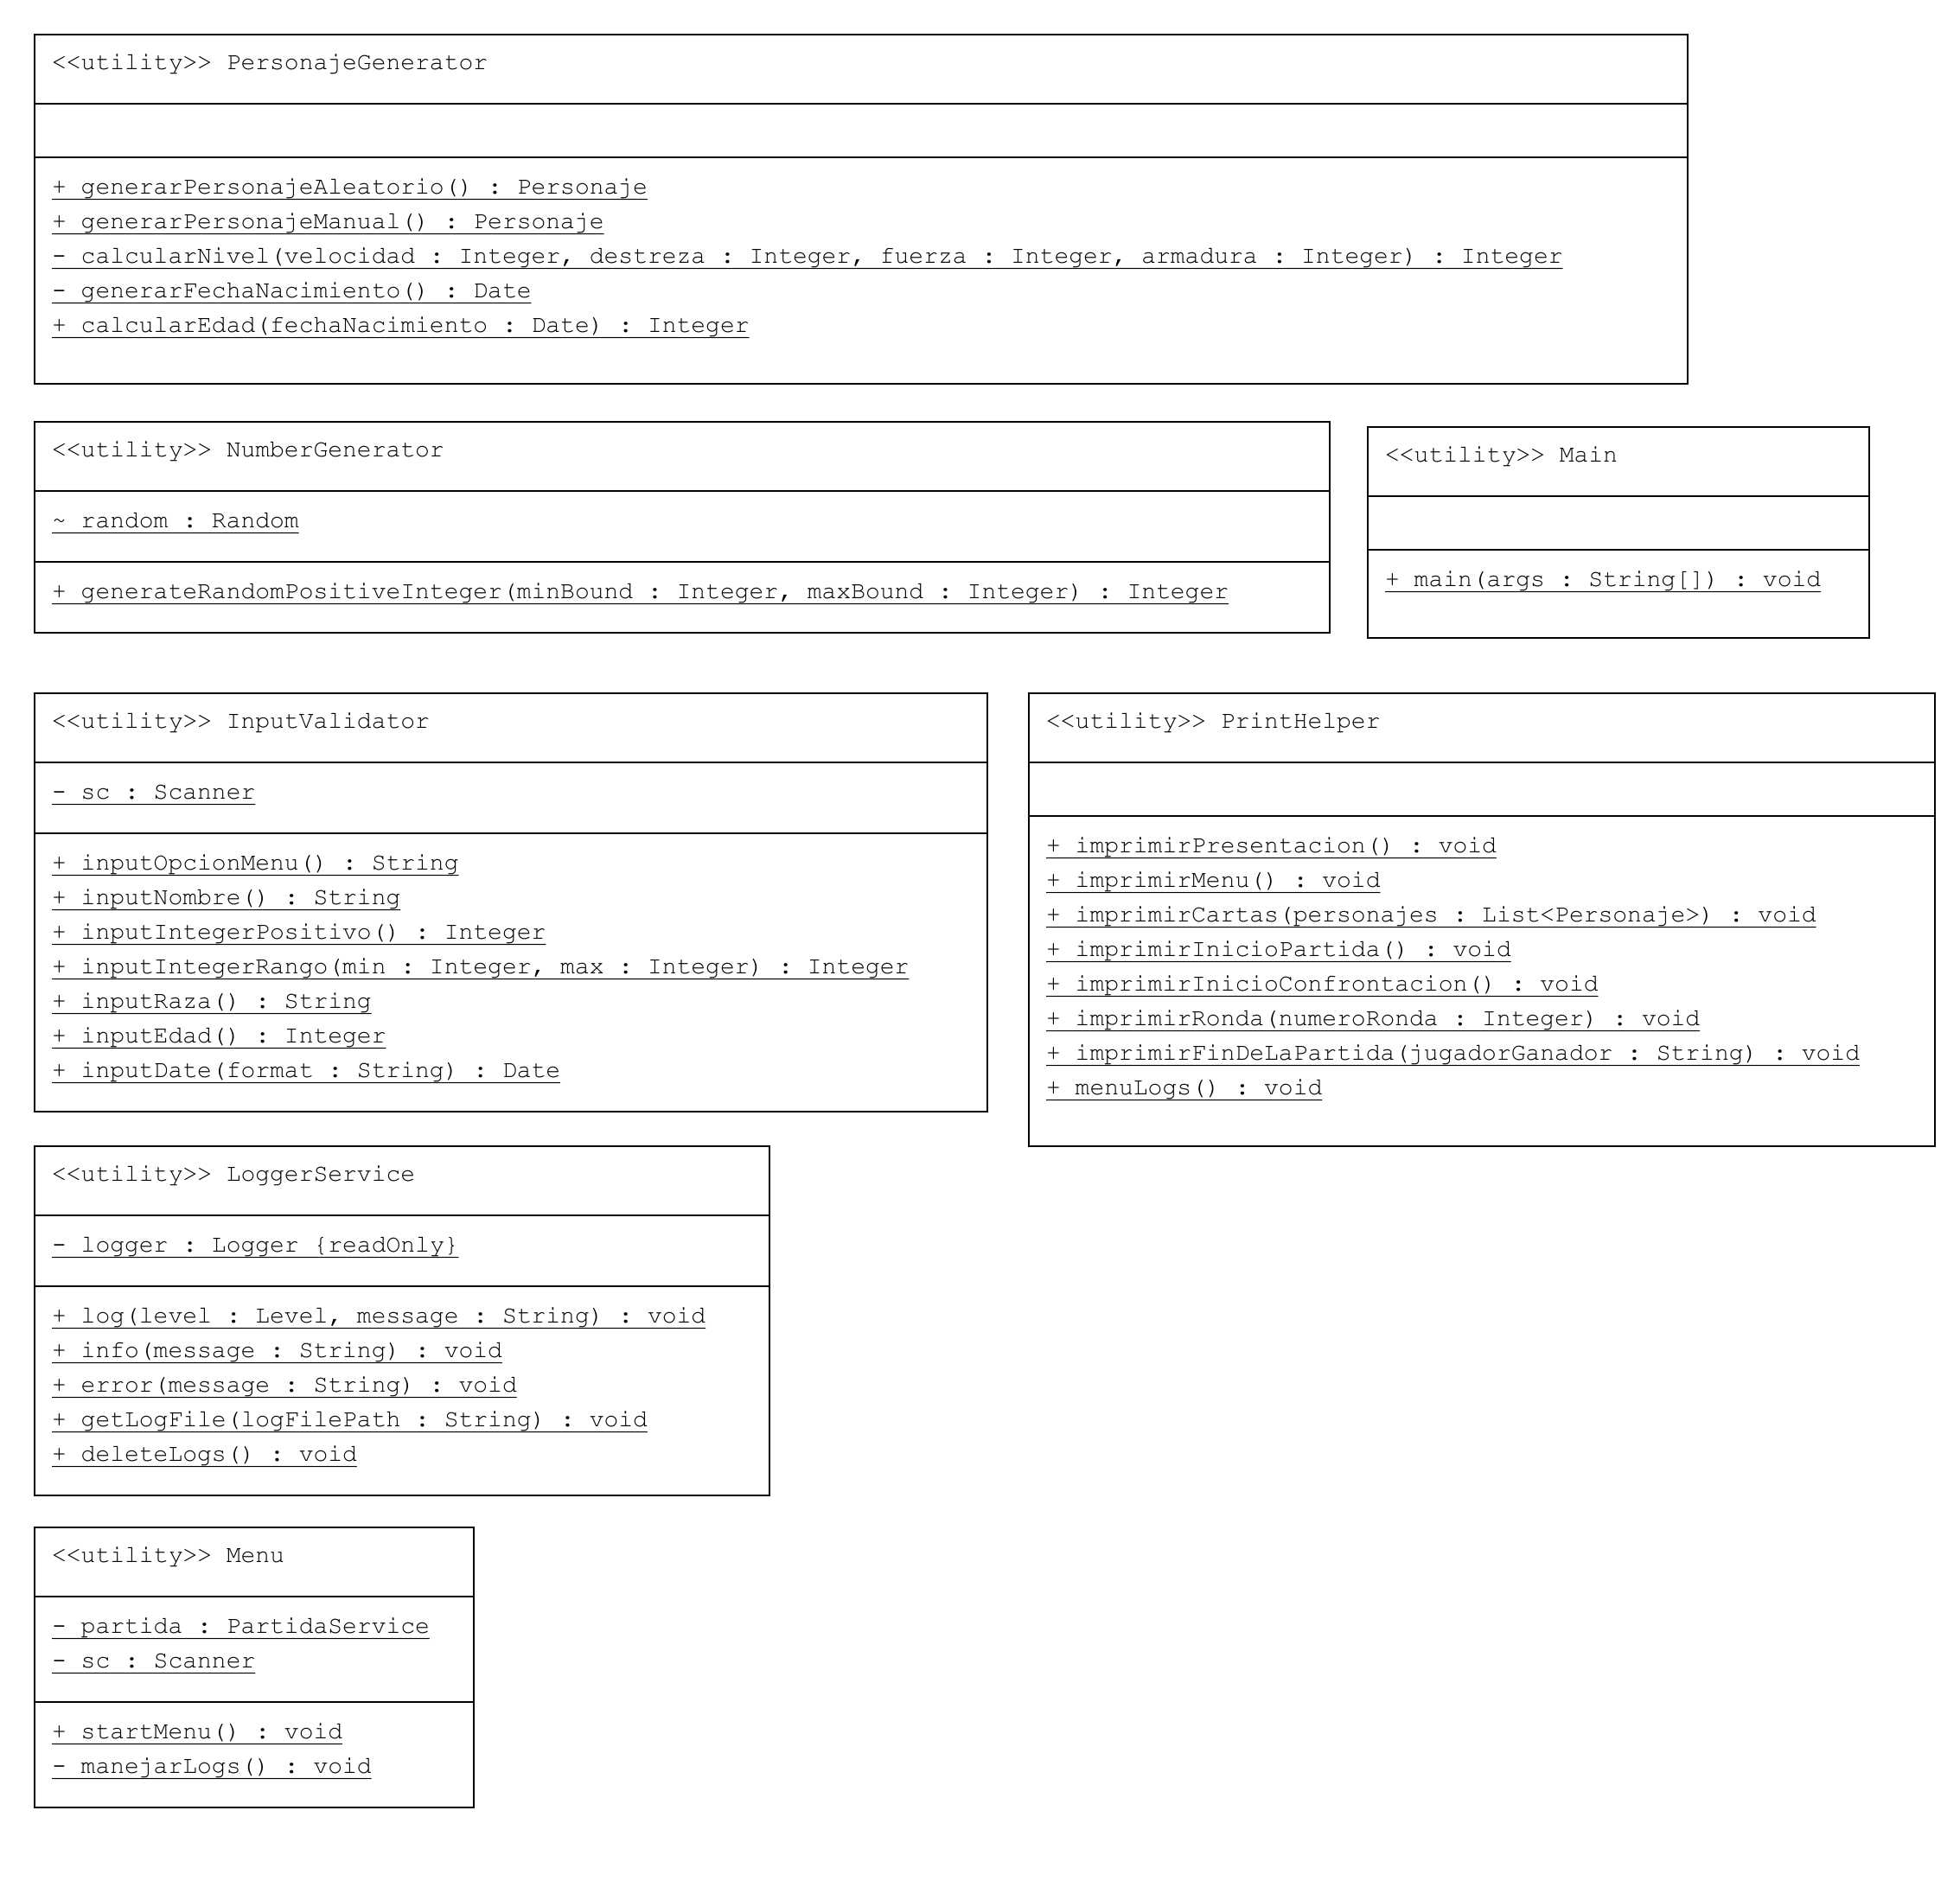 <<utility>> PersonajeGenerator
+ generarPersonajeAleatorio() : Personaje
+ generarPersonajeManual() : Personaje
- calcularNivel(velocidad : Integer, destreza : Integer, fuerza : Integer, armadura : Integer) : Integer
- generarFechaNacimiento() : Date
+ calcularEdad(fechaNacimiento : Date) : Integer
<<utility>> NumberGenerator
~ random : Random
+ generateRandomPositiveInteger(minBound : Integer, maxBound : Integer) : Integer
<<utility>> Main
+ main(args : String[]) : void
<<utility>> InputValidator
- sc : Scanner
+ inputOpcionMenu() : String
+ inputNombre() : String
+ inputIntegerPositivo() : Integer
+ inputIntegerRango(min : Integer, max : Integer) : Integer
+ inputRaza() : String
+ inputEdad() : Integer
+ inputDate(format : String) : Date
<<utility>> PrintHelper
+ imprimirPresentacion() : void
+ imprimirMenu() : void
+ imprimirCartas(personajes : List<Personaje>) : void
+ imprimirInicioPartida() : void
+ imprimirInicioConfrontacion() : void
+ imprimirRonda(numeroRonda : Integer) : void
+ imprimirFinDeLaPartida(jugadorGanador : String) : void
+ menuLogs() : void
<<utility>> LoggerService
- logger : Logger {readOnly}
+ log(level : Level, message : String) : void
+ info(message : String) : void
+ error(message : String) : void
+ getLogFile(logFilePath : String) : void
+ deleteLogs() : void
<<utility>> Menu
- partida : PartidaService
- sc : Scanner
+ startMenu() : void
- manejarLogs() : void